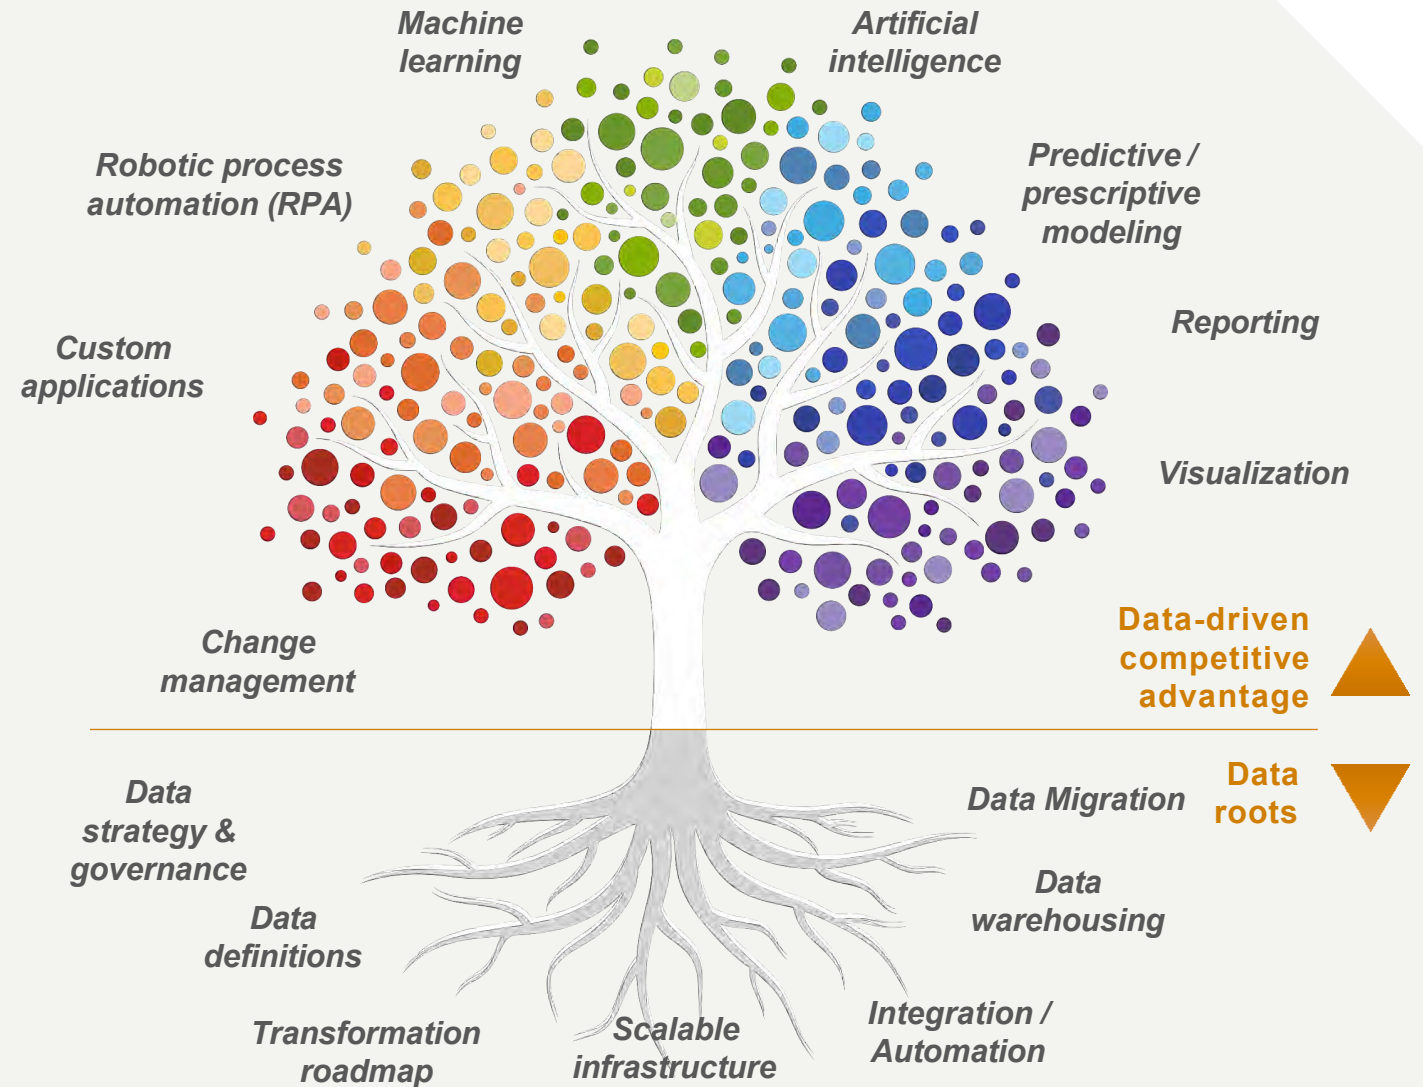 Machine
learning
Artificial
intelligence
Robotic process
automation (RPA)
Predictive /
prescriptive
modeling
Custom
applications
Reporting
Visualization
Change
management
Data-driven
competitive
advantage
Data
roots
Data
strategy &
governance
Data Migration
Data
definitions
Data
warehousing
Transformation
roadmap
Scalable
infrastructure
Integration /
Automation